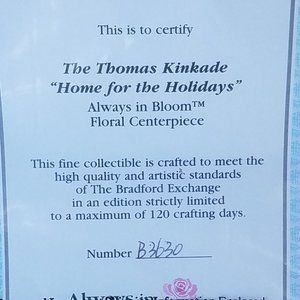 This is to certify
The Thomas Kinkade
"Home for the Holidays"
Always in Bloom™
Floral Centerpiece
This fine collectible is crafted to meet the
high quality and artistic standards
of The Bradford Exchange
in an edition strictly limited
to a maximum of 120 crafting days.
Number B3630
Always in